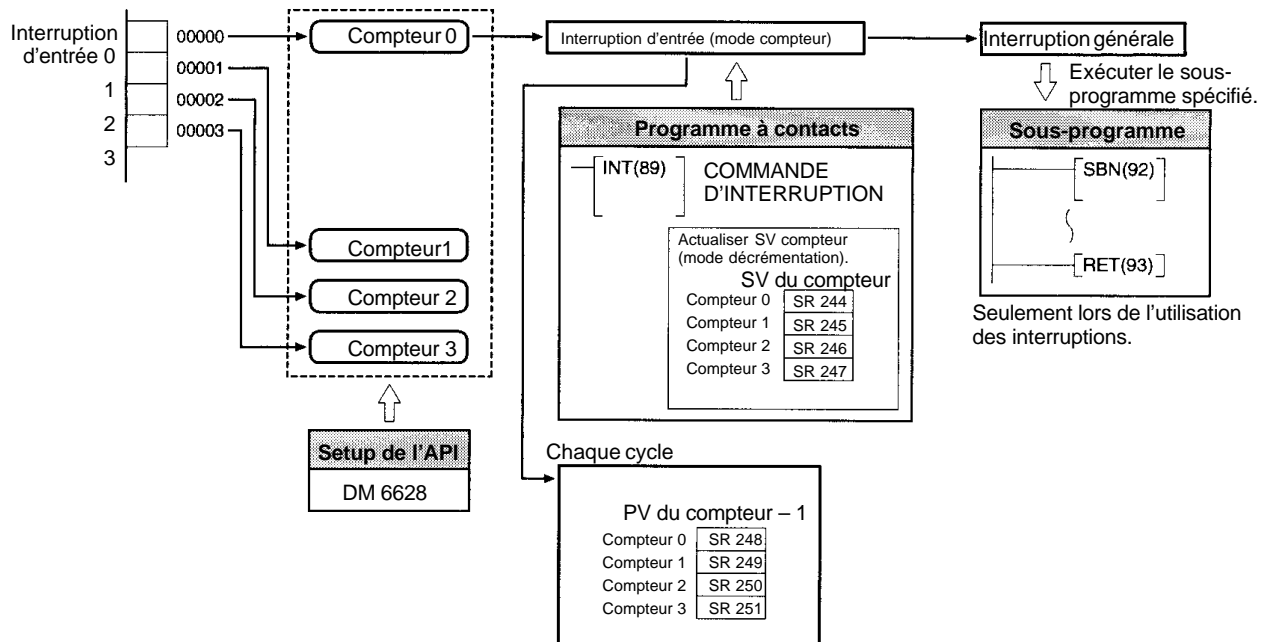 Interruption
d'entrée 0
1
2
3
00000
00001
00002
00003
Compteur 0
Compteur1
Compteur 2
Compteur 3
Setup de l'API
DM 6628
Interruption d'entrée (mode compteur)
Programme à contacts
INT(89)
COMMANDE
D'INTERRUPTION
Actualiser SV compteur
(mode décrémentation).
SV du compteur
Compteur 0 SR 244
Compteur 1 SR 245
Compteur 2 SR 246
Compteur 3 SR 247
Chaque cycle
PV du compteur – 1
Compteur 0 SR 248
Compteur 1 SR 249
Compteur 2 SR 250
Compteur 3 SR 251
Interruption générale
Exécuter le sous-
programme spécifié.
Sous-programme
SBN(92)
RET(93)
Seulement lors de l'utilisation
des interruptions.